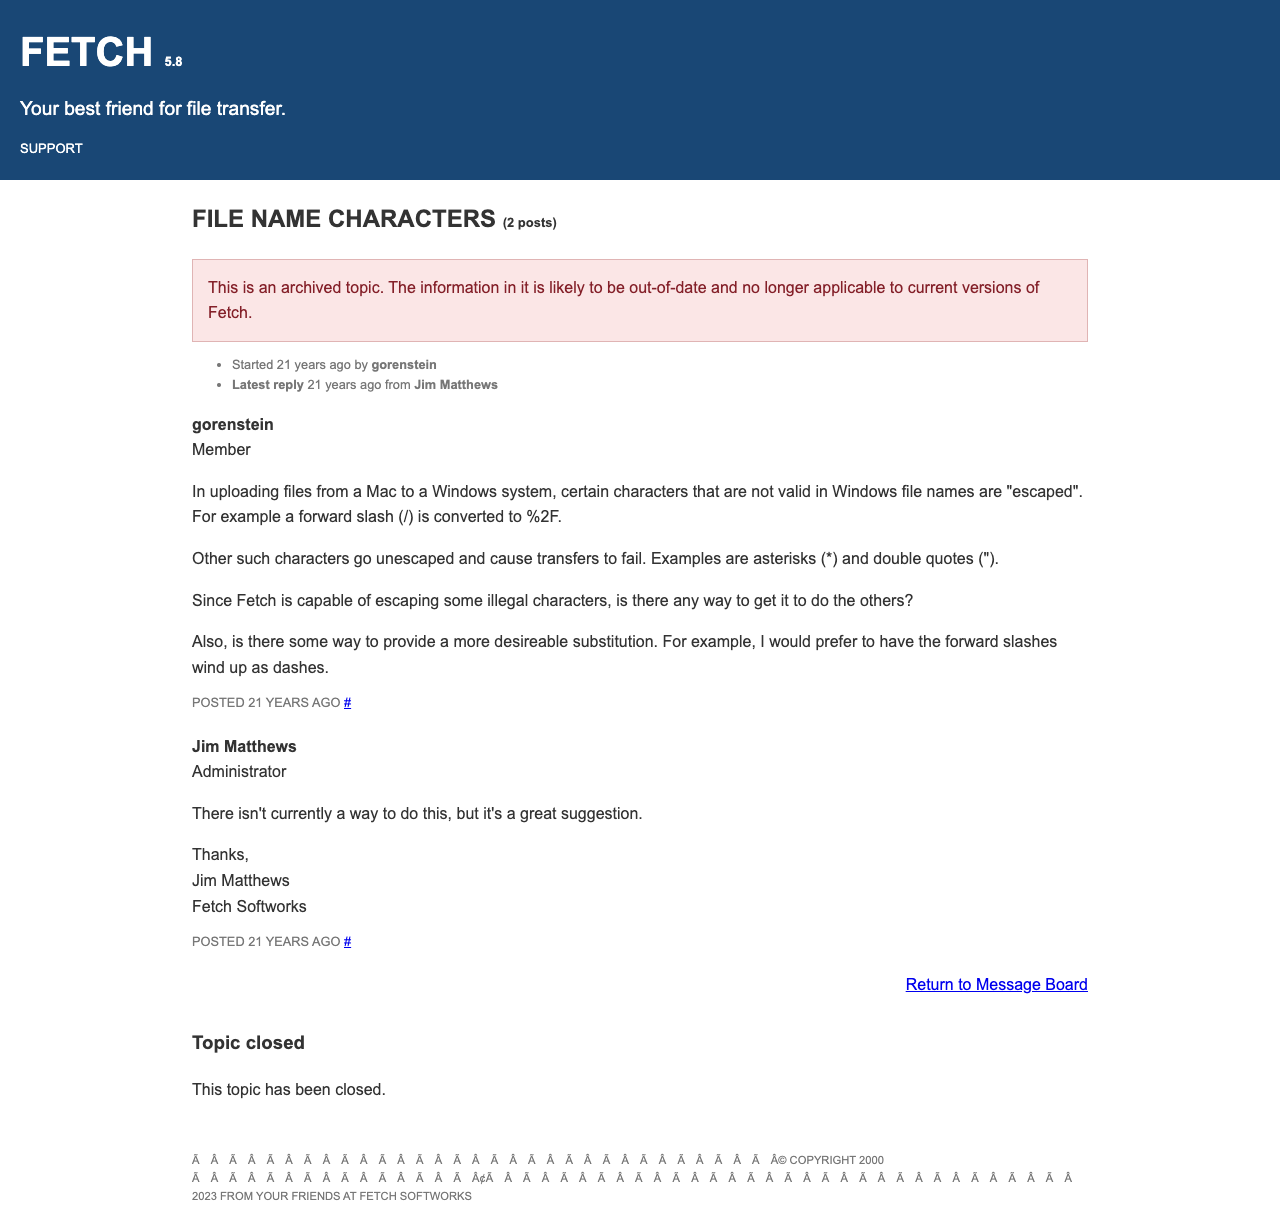 FETCH 5.8
Your best friend for file transfer.
SUPPORT
FILE NAME CHARACTERS (2 posts)
This is an archived topic. The information in it is likely to be out-of-date and no longer applicable to current versions of
Fetch.
• Started 21 years ago by gorenstein
• Latest reply 21 years ago from Jim Matthews
gorenstein
Member
In uploading files from a Mac to a Windows system, certain characters that are not valid in Windows file names are "escaped".
For example a forward slash (/) is converted to %2F.
Other such characters go unescaped and cause transfers to fail. Examples are asterisks (*) and double quotes (").
Since Fetch is capable of escaping some illegal characters, is there any way to get it to do the others?
Also, is there some way to provide a more desireable substitution. For example, I would prefer to have the forward slashes
wind up as dashes.
POSTED 21 YEARS AGO #
Jim Matthews
Administrator
There isn't currently a way to do this, but it's a great suggestion.
Thanks,
Jim Matthews
Fetch Softworks
POSTED 21 YEARS AGO #
Return to Message Board
Topic closed
This topic has been closed.
Ã Â Ã Â Ã Â Ã Â Ã Â Ã Â Ã Â Ã Â Ã Â Ã Â Ã Â Ã Â Ã Â Ã Â Ã Â Ã Â© COPYRIGHT 2000
Ã Â Ã Â Ã Â Ã Â Ã Â Ã Â Ã Â Ã Â¢Ã Â Ã Â Ã Â Ã Â Ã Â Ã Â Ã Â Ã Â Ã Â Ã Â Ã Â Ã Â Ã Â Ã Â Ã Â Ã Â
2023 FROM YOUR FRIENDS AT FETCH SOFTWORKS